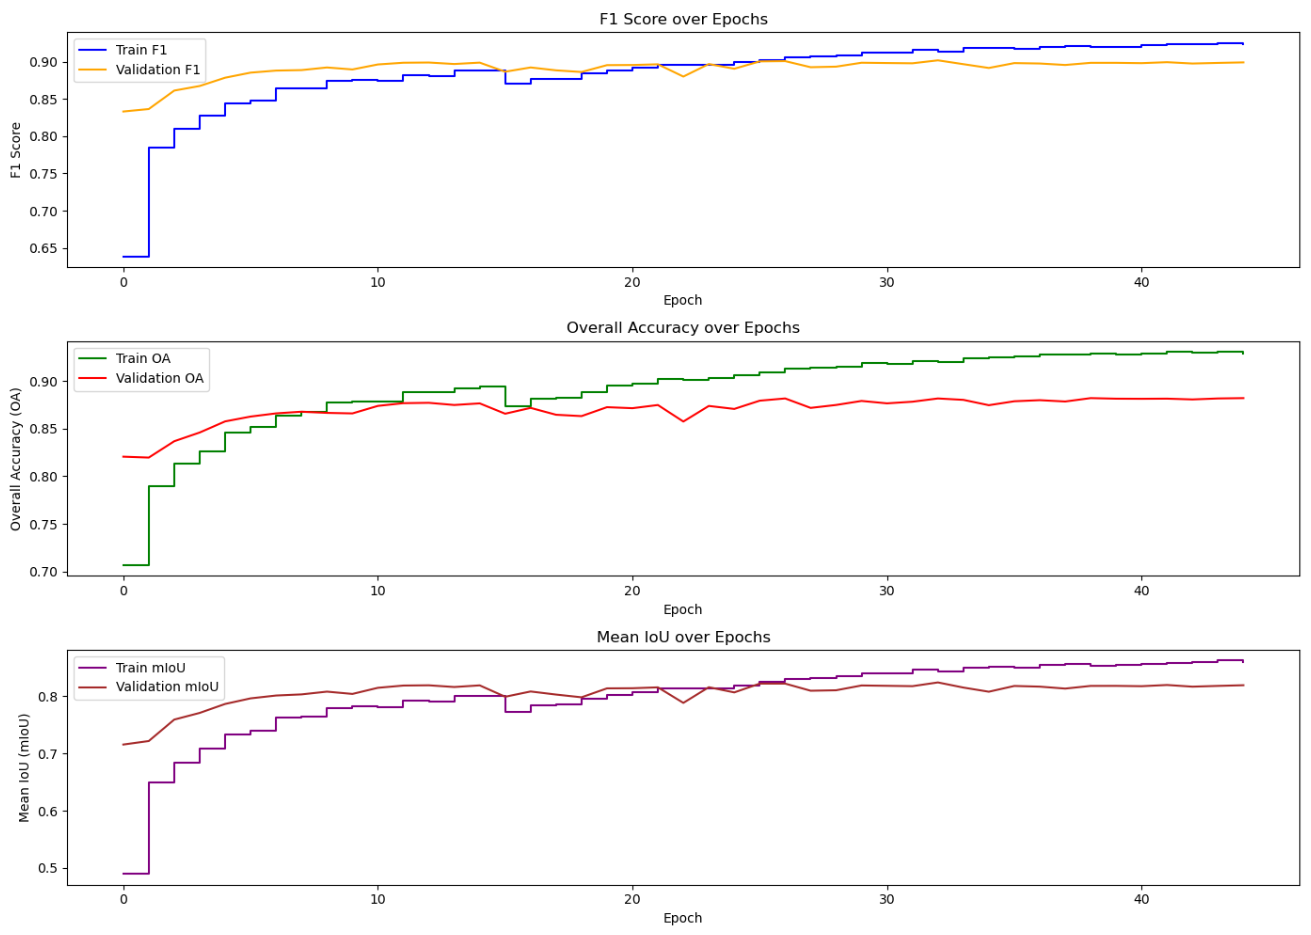 F1 Score over Epochs
Train F1
Validation F1
0.90
0.85
0.80
0.75
0.70
0.65
F1 Score
0 10 20 30 40
Epoch
Overall Accuracy over Epochs
Train OA
Validation OA
0.90
0.85
0.80
0.75
0.70
Overall Accuracy (OA)
0 10 20 30 40
Epoch
Mean IoU over Epochs
Train mIoU
Validation mIoU
0.8
0.7
0.6
0.5
Mean IoU (mIoU)
0 10 20 30 40
Epoch